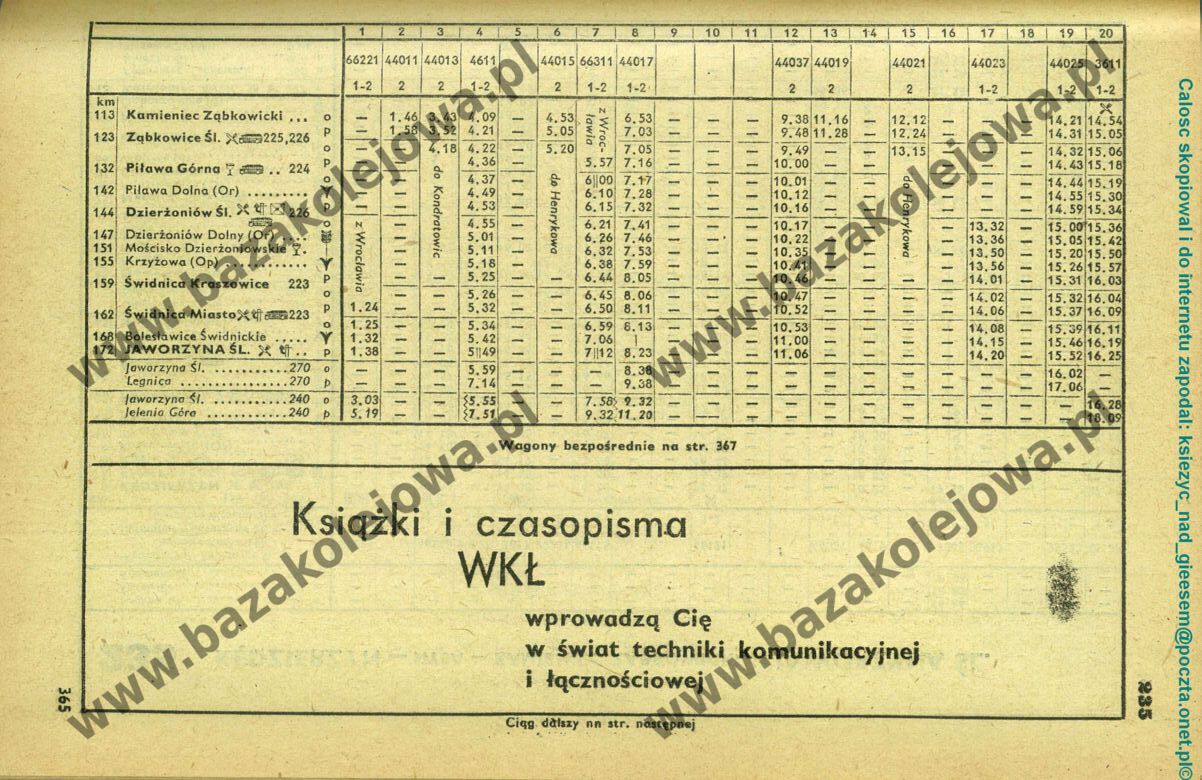 1 2 3 4 5 6 7 8 9 10 11 12 13 14 15 16 17 18 19 20
66221 44011 44013 4611 44015 66311 44017 44037 44019 44021 44023 44025 3611
1-2 2 2 1-2 2 1-2 1-2 2 2 2 1-2 1-2 1-2
km
113 Kamieniec Ząbkowicki ... o — 1.46 3.43 4.09 — 4.53 6.53 — — — 9.38 11.16 — 12.12 — — — 14.21 14.54
123 Ząbkowice Śl. 225,226 p — 1.58 3.52 4.21 — 5.05 7.03 — — — 9.48 11.28 — 12.24 — — — 14.31 15.05
o — 4.18 4.22 — 5.20 7.05 — — — 9.49 — 13.15 — — — 14.32 15.06
132 Piława Górna .. 224 p 4.36 5.57 7.16 10.00 14.43 15.18
o 4.37 6||00 7.17 10.01 14.44 15.19
142 Piława Dolna (Or) ......... 4.49 6.10 7.28 10.12 14.55 15.30
144 Dzierżoniów Śl. 226 p 4.53 6.15 7.32 10.16 14.59 15.34
o 4.55 6.21 7.41 10.17 13.32 15.00 15.36
147 Dzierżoniów Dolny (Or) 5.01 6.26 7.46 10.22 13.36 15.05 15.42
151 Mościsko Dzierżoniowskie 5.11 6.32 7.53 10.35 13.50 15.20 15.50
155 Krzyżowa (Op) 5.18 6.38 7.59 10.41 13.56 15.26 15.57
159 Świdnica Kraszowice 223 p 5.25 6.44 8.05 10.46 14.01 15.31 16.03
o 5.26 6.45 8.06 10.47 14.02 15.32 16.04
162 Świdnica Miasto 223 p 1.24 5.32 6.50 8.11 10.52 14.06 15.37 16.09
o 1.25 5.34 6.59 8.13 10.53 14.08 15.39 16.11
168 Bolesławice Świdnickie ..... 1.32 5.42 7.06 | 11.00 14.15 15.46 16.19
172 JAWORZYNA ŚL. .. p 1.38 5||49 7||12 8.23 11.06 14.20 15.52 16.25
Jaworzyna Śl. ............270 o 5.59 8.38 16.02
Legnica ................270 p 7.14 9.38 17.06
Jaworzyna Śl. ............240 o 3.03 5.55 7.58 9.32 16.28
Jelenia Góra ............240 p 5.19 7.51 9.32 11.20 18.09
z Wrocławia
do Kondratowic
do Henrykowa
z Wroc-
ławia
do Henrykowa
Wagony bezpośrednie na str. 367
Książki i czasopisma
WKŁ
wprowadzą Cię
w świat techniki komunikacyjnej
i łącznościowej
Ciąg dalszy na str. następnej
365
235
www.bazakolejowa.pl
www.bazakolejowa.pl
www.bazakolejowa.pl
www.bazakolejowa.pl
Calosc skopiowal i do internetu zapodal: ksiezyc_nad_gieesem@poczta.onet.pl©